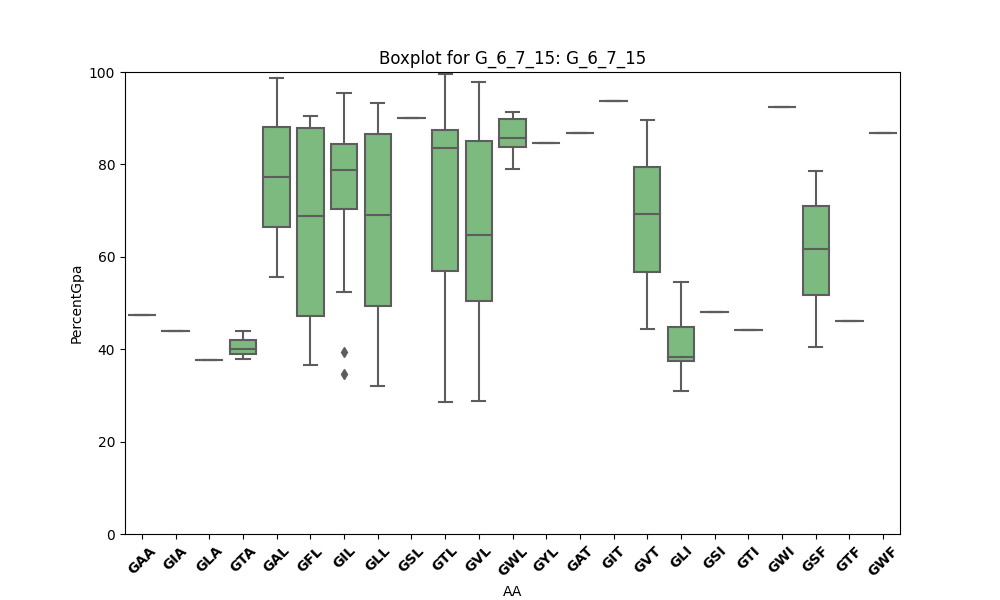 Boxplot for G_6_7_15: G_6_7_15
100
80
60
40
20
0
PercentGpa
GAA GIA GLA GTA GAL GFL GIL GLL GSL GTL GVL GWL GYL GAT GIT GVT GLI GSI GTI GWI GSF GTF GWF
AA